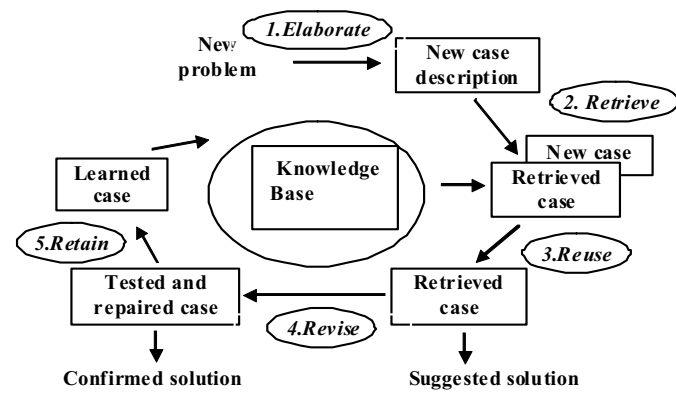 1.Elaborate
New
problem
New case
description
2. Retrieve
New case
Retrieved
case
Knowledge
Base
Learned
case
3.Reuse
5.Retain
Tested and
repaired case
Retrieved
case
4.Revise
Confirmed solution
Suggested solution